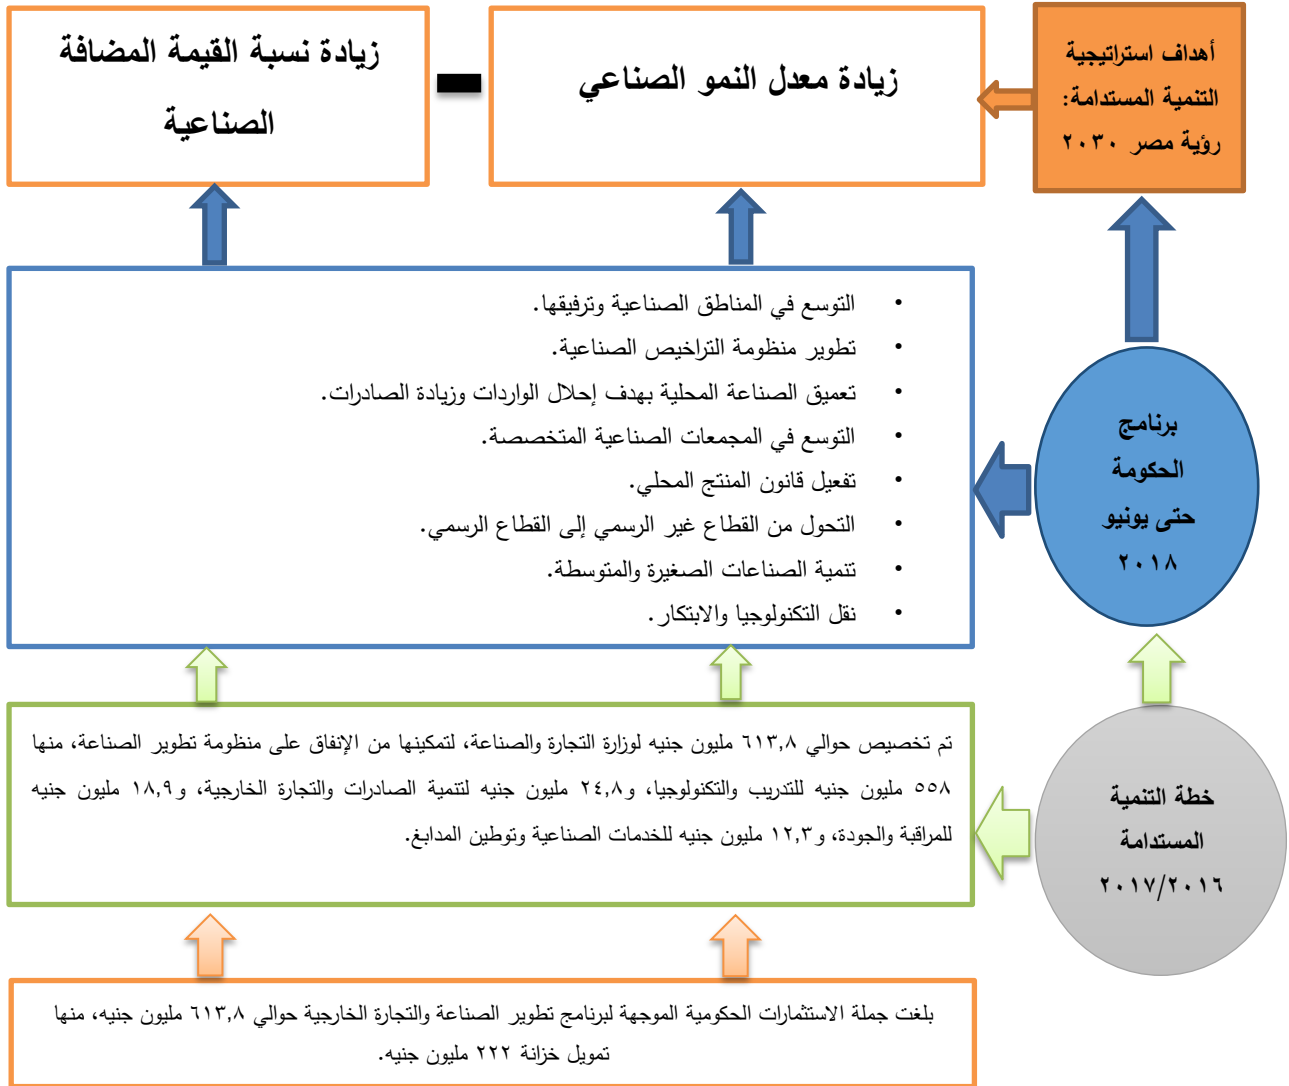 أهداف استراتيجية
التنمية المستدامة:
رؤية مصر ٢٠٣٠
زيادة معدل النمو الصناعي
زيادة نسبة القيمة المضافة
الصناعية
برنامج
الحكومة
حتى يونيو
٢٠١٨
• التوسع في المناطق الصناعية وترفيقها.
• تطوير منظومة التراخيص الصناعية.
• تعميق الصناعة المحلية بهدف إحلال الواردات وزيادة الصادرات.
• التوسع في المجمعات الصناعية المتخصصة.
• تفعيل قانون المنتج المحلي.
• التحول من القطاع غير الرسمي إلى القطاع الرسمي.
• تنمية الصناعات الصغيرة والمتوسطة.
• نقل التكنولوجيا والابتكار.
خطة التنمية
المستدامة
٢٠١٧/٢٠١٦
تم تخصيص حوالي ٦١٣,٨ مليون جنيه لوزارة التجارة والصناعة، لتمكينها من الإنفاق على منظومة تطوير الصناعة، منها
٥٥٨ مليون جنيه للتدريب والتكنولوجيا، و٢٤,٨ مليون جنيه لتنمية الصادرات والتجارة الخارجية، و١٨,٩ مليون جنيه
للمراقبة والجودة، و١٢,٣ مليون جنيه للخدمات الصناعية وتوطين المدابغ.
بلغت جملة الاستثمارات الحكومية الموجهة لبرنامج تطوير الصناعة والتجارة الخارجية حوالي ٦١٣,٨ مليون جنيه، منها
تمويل خزانة ٢٢٢ مليون جنيه.